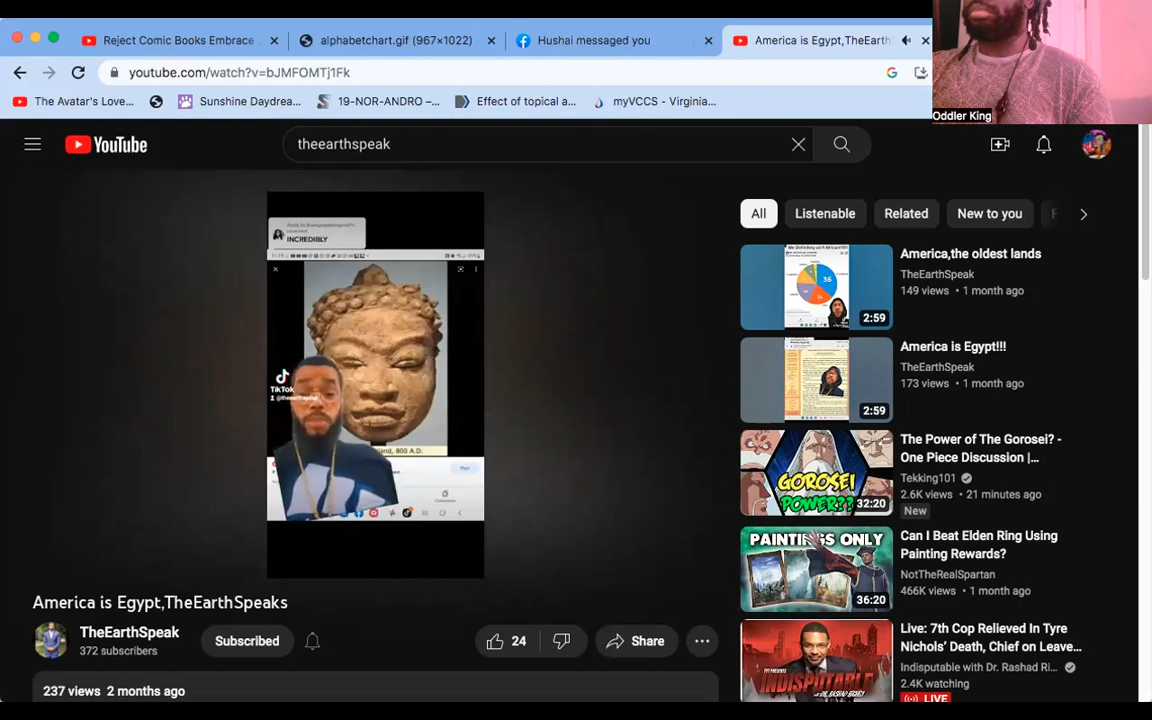 Reject Comic Books Embrace
alphabetchart.gif (967×1022)
Hushai messaged you
America is Egypt,TheEarth
youtube.com/watch?v=bJMFOMTj1Fk
The Avatar's Love...
Sunshine Daydrea...
19-NOR-ANDRO –...
Effect of topical a...
myVCCS - Virginia...
Oddler King
YouTube
theearthspeak
All
Listenable
Related
New to you
INCREDIBLY
TikTok
land, 800 A.D.
36
2:59
America,the oldest lands
TheEarthSpeak
149 views • 1 month ago
2:59
America is Egypt!!!
TheEarthSpeak
173 views • 1 month ago
GOROSEI
POWER??
32:20
The Power of The Gorosei? -
One Piece Discussion |...
Tekking101
2.6K views • 21 minutes ago
New
PAINTINGS ONLY
36:20
Can I Beat Elden Ring Using
Painting Rewards?
NotTheRealSpartan
466K views • 1 month ago
INDISPUTABLE
Live: 7th Cop Relieved In Tyre
Nichols' Death, Chief on Leave...
Indisputable with Dr. Rashad Ri...
2.4K watching
LIVE
America is Egypt,TheEarthSpeaks
TheEarthSpeak
372 subscribers
Subscribed
24
Share
237 views 2 months ago